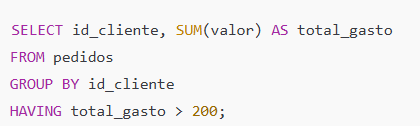 SELECT id_cliente, SUM(valor) AS total_gasto
FROM pedidos
GROUP BY id_cliente
HAVING total_gasto > 200;